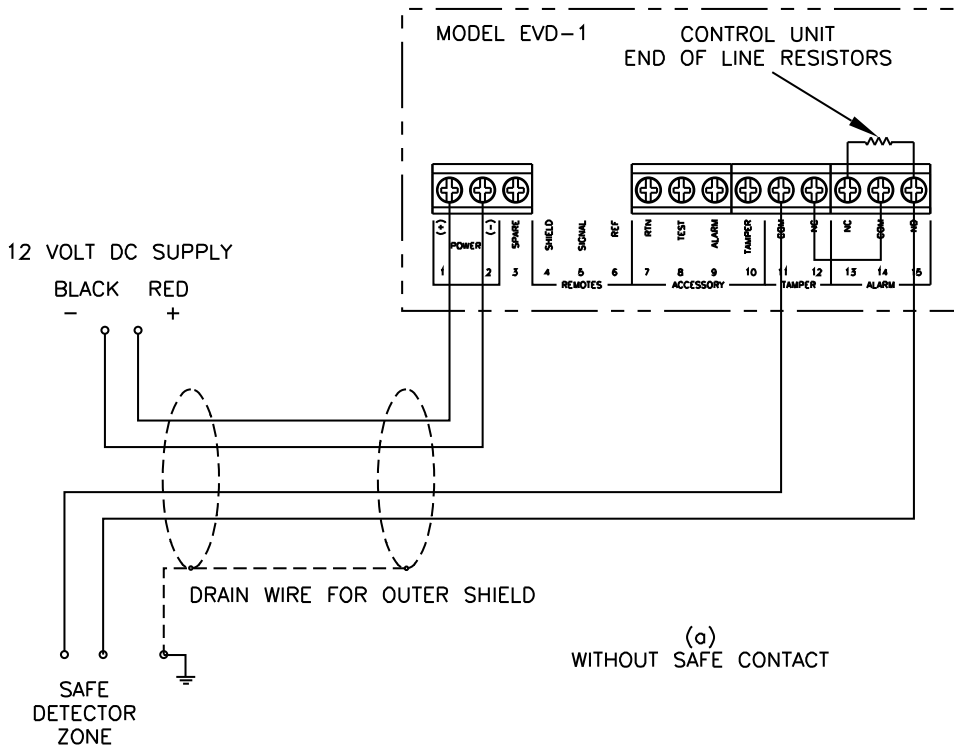 MODEL EVD-1
CONTROL UNIT
END OF LINE RESISTORS
(+)
POWER
(-)
SPARE
SHIELD
SIGNAL
REF
RTN
TEST
ALARM
TAMPER
COM
NC
NC
COM
NO
1 2 3 4 5 6 7 8 9 10 11 12 13 14 15
REMOTES ACCESSORY TAMPER ALARM
12 VOLT DC SUPPLY
BLACK RED
- +
DRAIN WIRE FOR OUTER SHIELD
(a)
WITHOUT SAFE CONTACT
SAFE
DETECTOR
ZONE